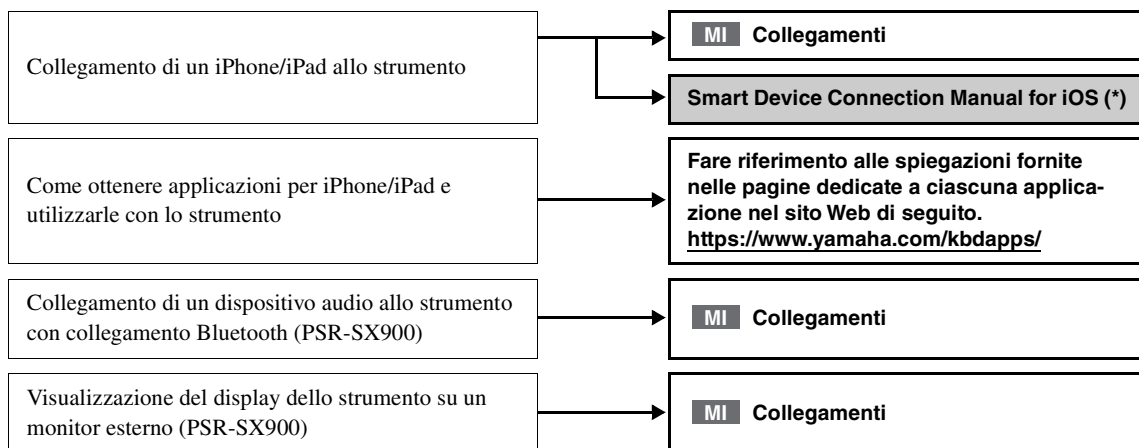 Collegamento di un iPhone/iPad allo strumento
MI Collegamenti
Smart Device Connection Manual for iOS (*)
Come ottenere applicazioni per iPhone/iPad e
utilizzarle con lo strumento
Fare riferimento alle spiegazioni fornite
nelle pagine dedicate a ciascuna applica-
zione nel sito Web di seguito.
https://www.yamaha.com/kbdapps/
Collegamento di un dispositivo audio allo strumento
con collegamento Bluetooth (PSR-SX900)
MI Collegamenti
Visualizzazione del display dello strumento su un
monitor esterno (PSR-SX900)
MI Collegamenti